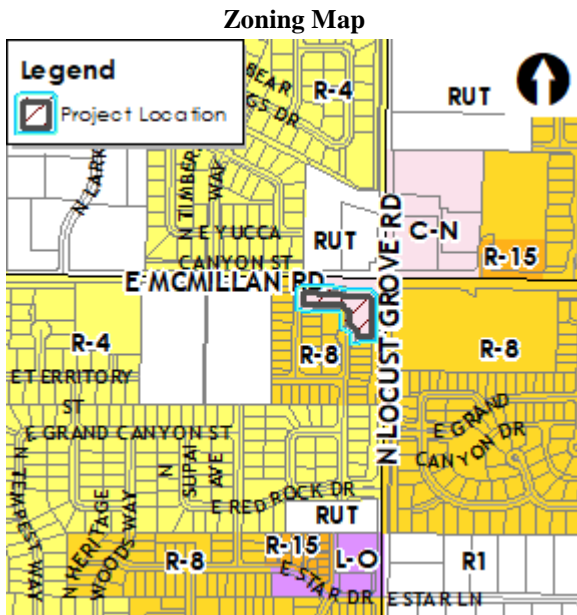 Zoning Map
Legend
Project Location
BEAR
GS DR
R-4
RUT
N LARK
N TIMBER
WAY
E YUCCA
CANYON ST
RUT
C-N
R-15
E MCMILLAN RD
N LOCUST GROVE RD
R-4
R-8
R-8
E TERRITORY
ST
E GRAND CANYON ST
E GRAND
CANYON DR
N TEMPEST WAY
N HERITAGE
WOODS WAY
N
SUPAI
AVE
E RED ROCK DR
RUT
R-8
R-15
L-O
R1
E STAR DR
E STAR LN